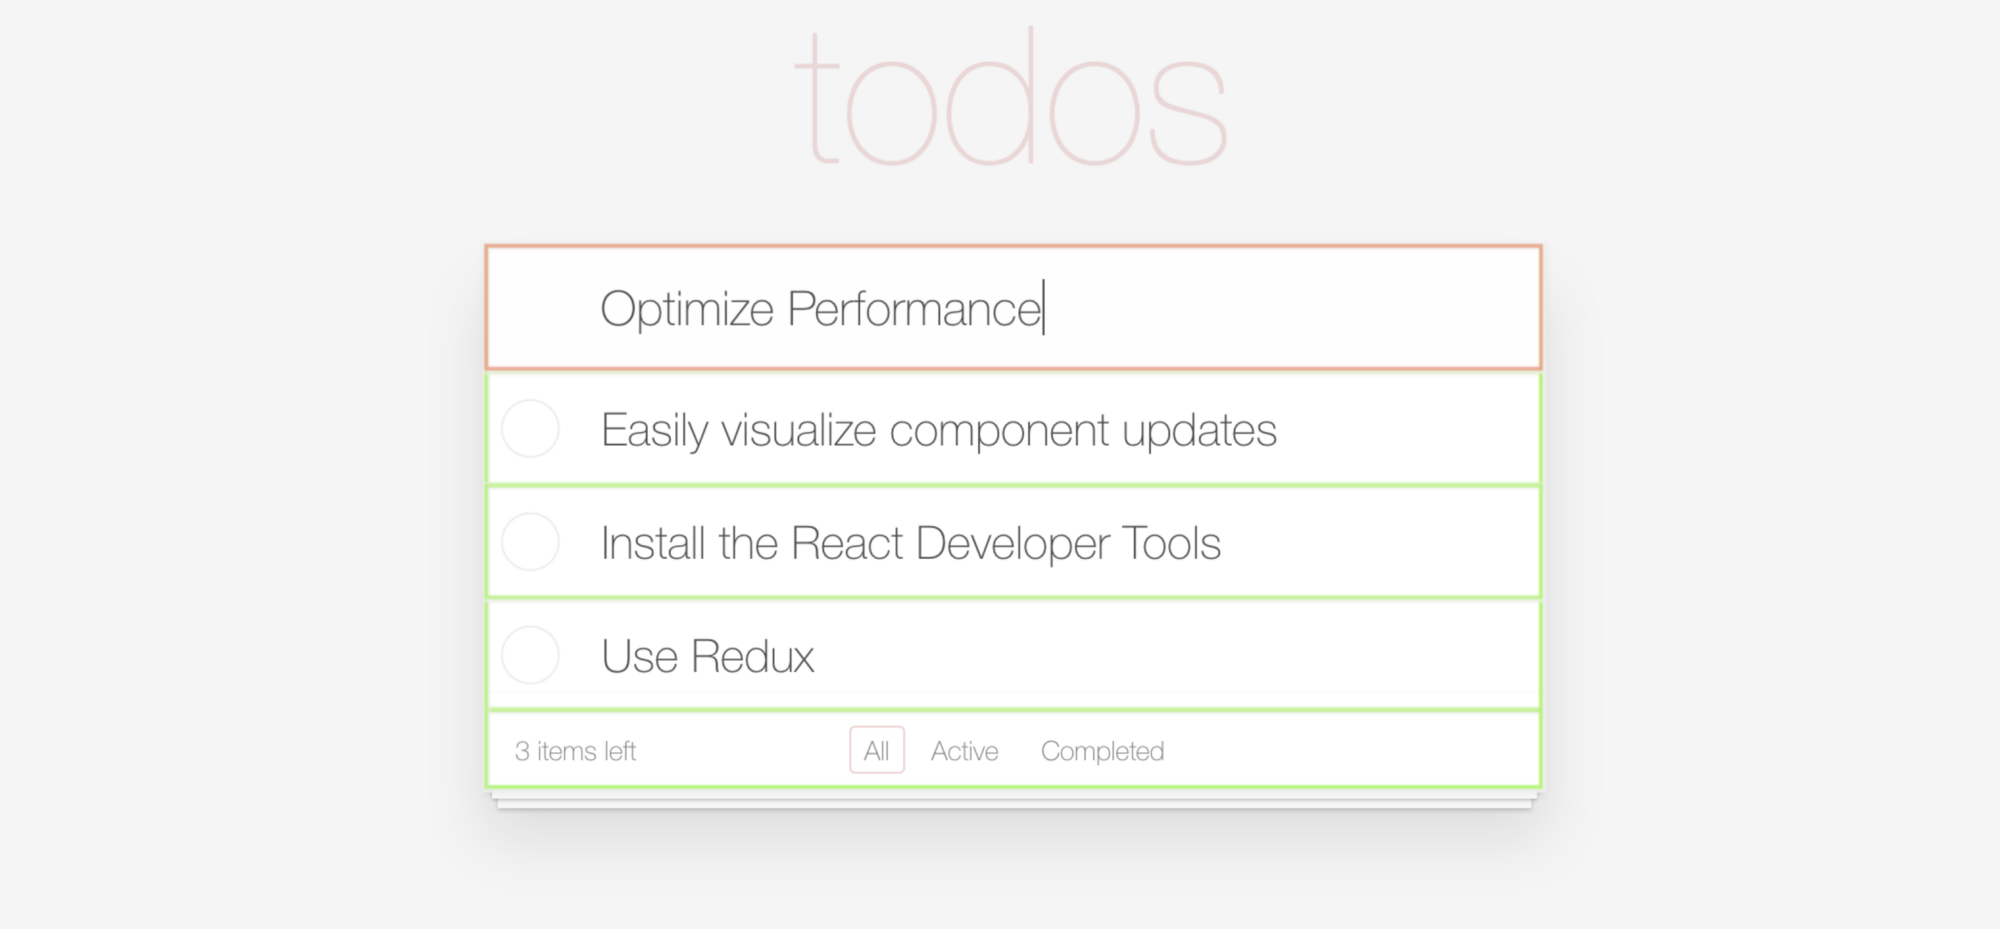 todos
Optimize Performance
Easily visualize component updates
Install the React Developer Tools
Use Redux
3 items left All Active Completed